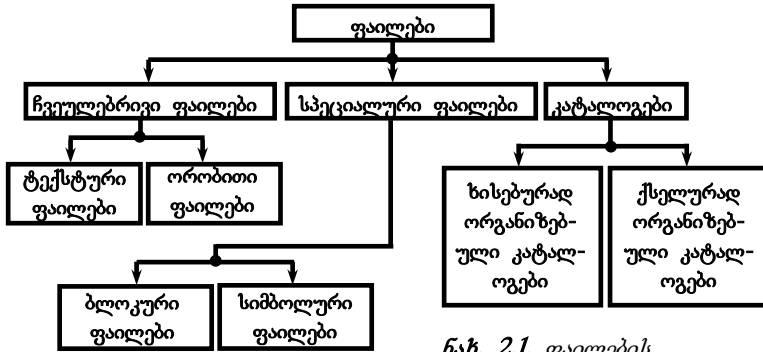 ფაილები
ჩვეულებრივი ფაილები
სპეციალური ფაილები
კატალოგები
ტექსტური
ფაილები
ორობითი
ფაილები
ხისებურად
ორგანიზებ-
ული კატალ-
ოგები
ქსელურად
ორგანიზებ-
ული კატალ-
ოგები
ბლოკური
ფაილები
სიმბოლური
ფაილები
ნახ. 2.1. ფაილების